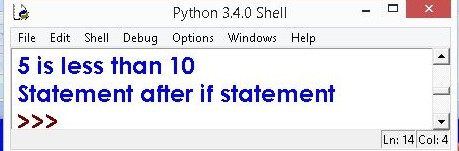 Python 3.4.0 Shell
File Edit Shell Debug Options Windows Help
5 is less than 10
Statement after if statement
>>>
Ln: 14 Col: 4